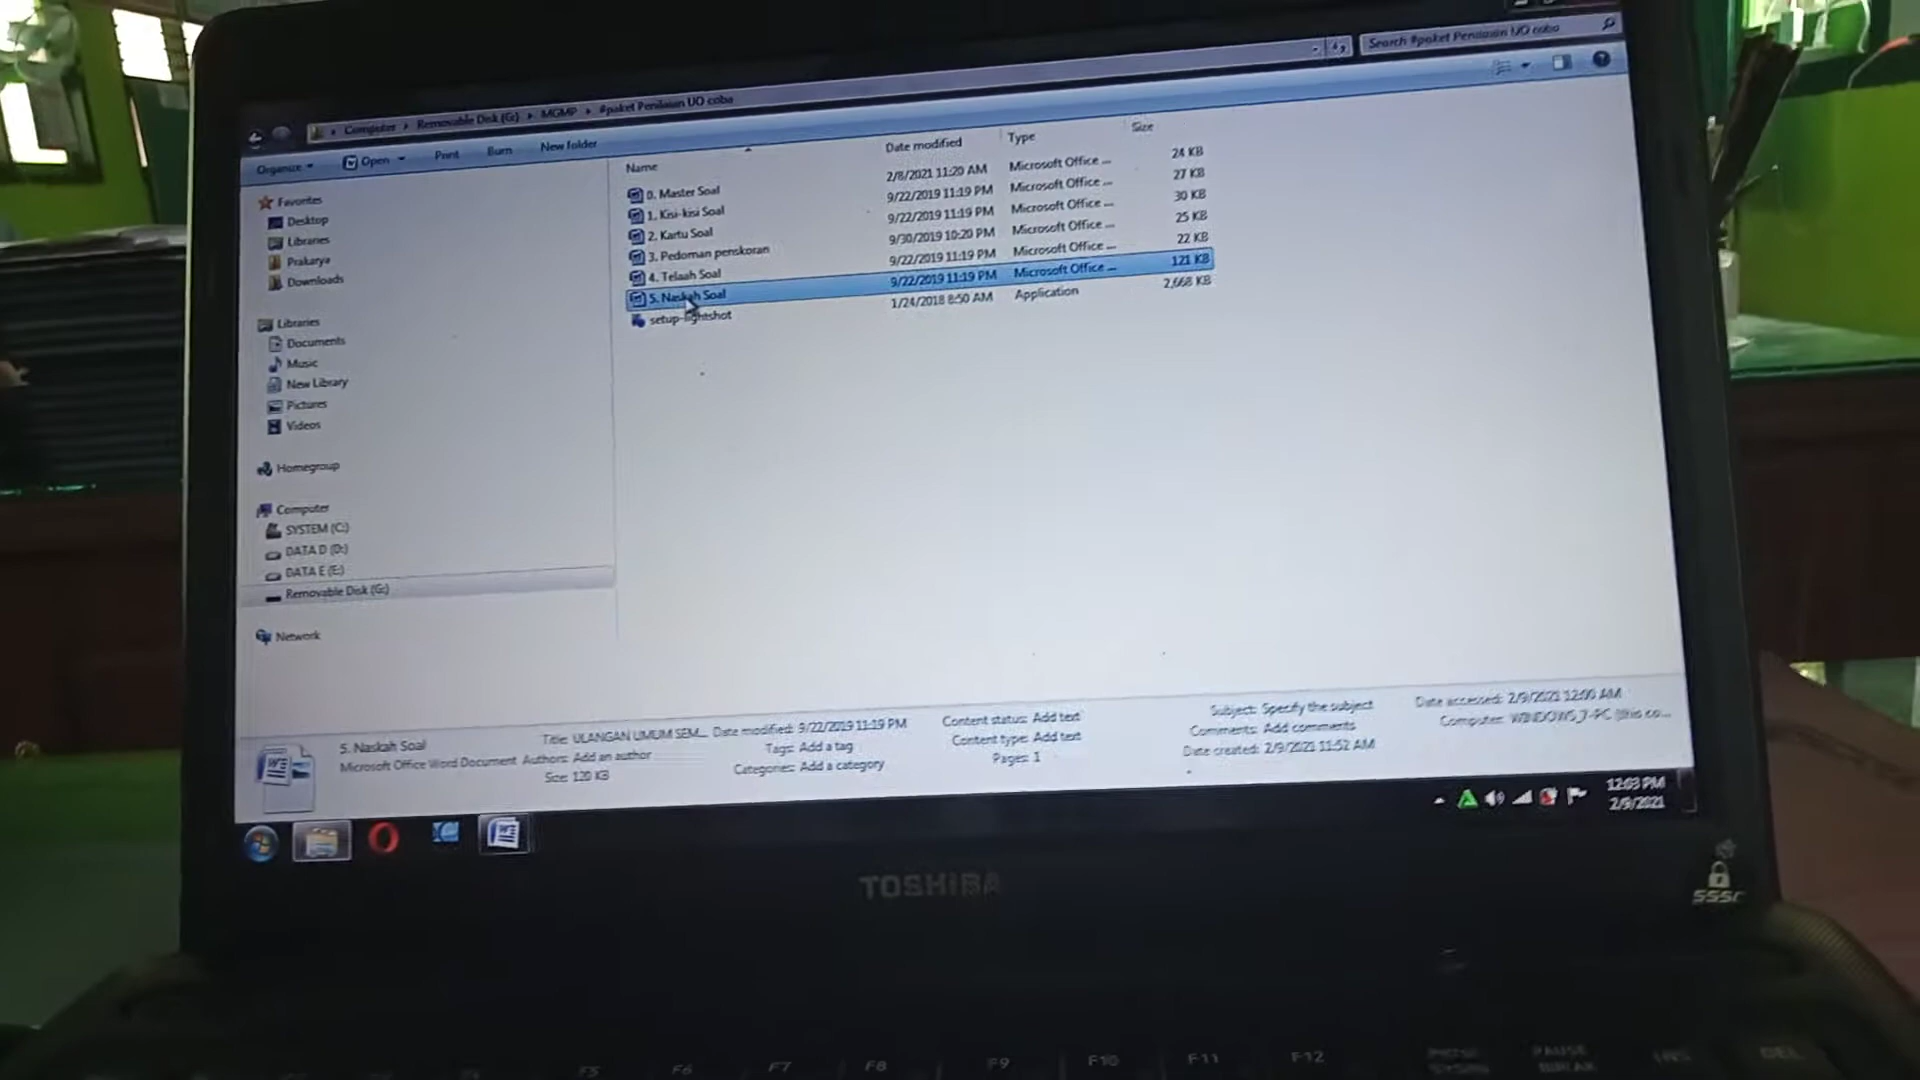 Search #paket Penilaian UO coba
Computer ▸ Removable Disk (G:) ▸ MGMP ▸ #paket Penilaian UO coba
Organize Open Print Burn New folder
Name Date modified Type Size
0. Master Soal 2/8/2021 11:20 AM Microsoft Office ... 24 KB
1. Kisi-kisi Soal 9/22/2019 11:19 PM Microsoft Office ... 27 KB
2. Kartu Soal 9/22/2019 11:19 PM Microsoft Office ... 30 KB
3. Pedoman penskoran 9/30/2019 10:20 PM Microsoft Office ... 25 KB
4. Telaah Soal 9/22/2019 11:19 PM Microsoft Office ... 22 KB
5. Naskah Soal 9/22/2019 11:19 PM Microsoft Office ... 121 KB
setup-lightshot 1/24/2018 8:50 AM Application 2,668 KB
Favorites
Desktop
Libraries
Prakarya
Downloads
Libraries
Documents
Music
New Library
Pictures
Videos
Homegroup
Computer
SYSTEM (C:)
DATA D (D:)
DATA E (E:)
Removable Disk (G:)
Network
5. Naskah Soal Title: ULANGAN UMUM SEM... Date modified: 9/22/2019 11:19 PM Content status: Add text Subject: Specify the subject Date accessed: 2/9/2021 12:00 AM
Microsoft Office Word Document Authors: Add an author Tags: Add a tag Content type: Add text Comments: Add comments Computer: WINDOWS_7-PC (this co...
Size: 120 KB Categories: Add a category Pages: 1 Date created: 2/9/2021 11:52 AM
12:03 PM
2/9/2021
TOSHIBA
SSSC
F5 F6 F7 F8 F9 F10 F11 F12 PAUSE INS DEL
BREAK